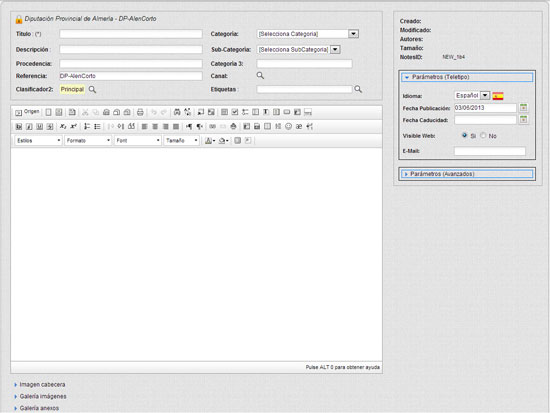 Diputación Provincial de Almería - DP-AlenCorto
Título : (*)
Categoría: [Selecciona Categoría]
Descripción :
Sub-Categoría: [Selecciona SubCategoría]
Procedencia:
Categoría 3:
Referencia: DP-AlenCorto
Canal:
Clasificador2: Principal
Etiquetas :
Origen
Estilos Formato Font Tamaño
Pulse ALT 0 para obtener ayuda
Imagen cabecera
Galería imágenes
Galería anexos
Creado:
Modificado:
Autores:
Tamaño:
NotesID:
Parámetros (Teletipo)
Idioma: Español
Fecha Publicación: 03/06/2013
Fecha Caducidad:
Visible Web: Si No
E-Mail:
Parámetros (Avanzados)